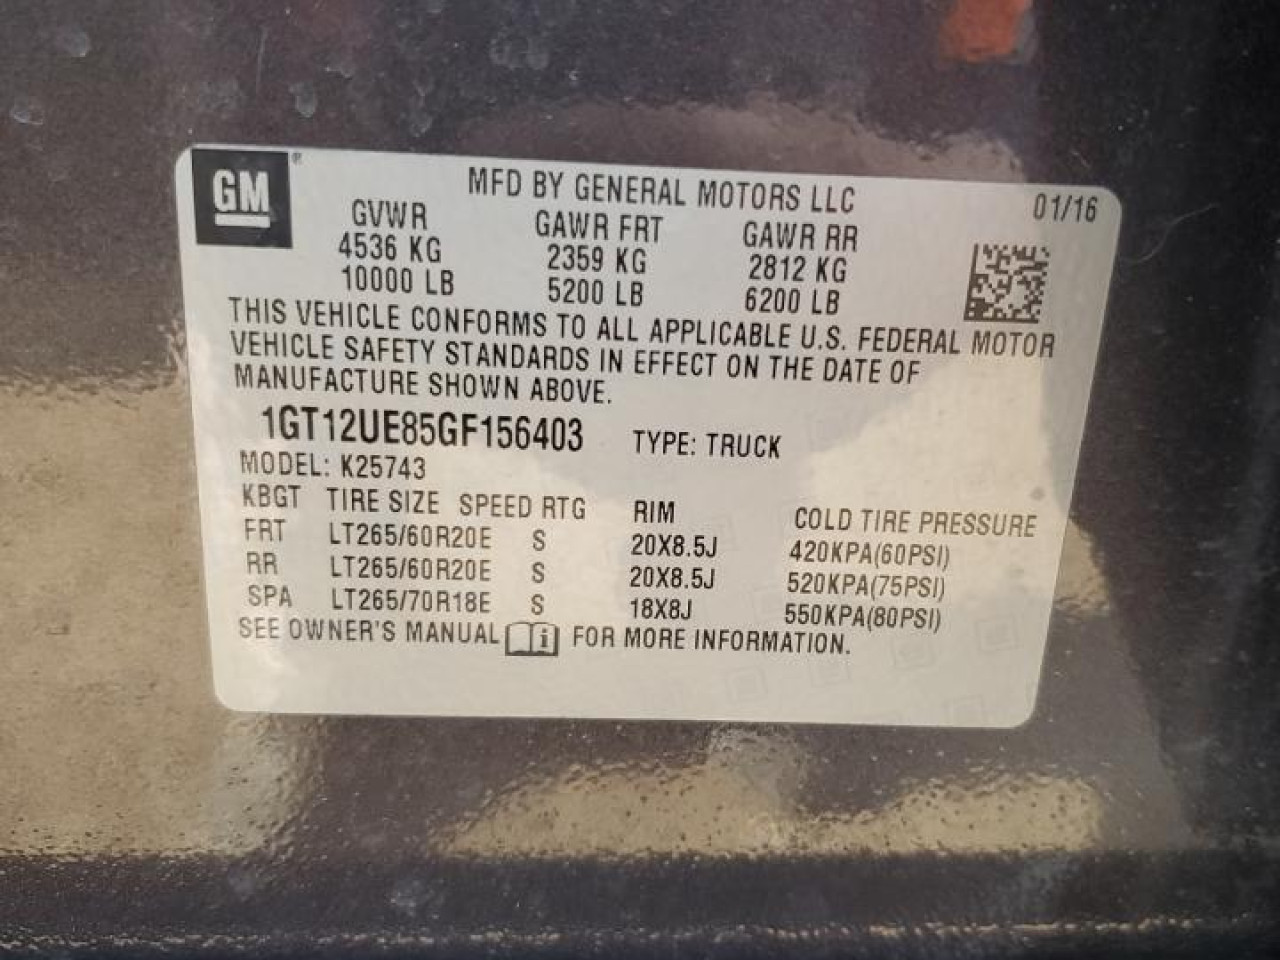 GM®
MFD BY GENERAL MOTORS LLC 01/16
GVWR GAWR FRT GAWR RR
4536 KG 2359 KG 2812 KG
10000 LB 5200 LB 6200 LB
THIS VEHICLE CONFORMS TO ALL APPLICABLE U.S. FEDERAL MOTOR
VEHICLE SAFETY STANDARDS IN EFFECT ON THE DATE OF
MANUFACTURE SHOWN ABOVE.
1GT12UE85GF156403 TYPE: TRUCK
MODEL: K25743
KBGT TIRE SIZE SPEED RTG RIM COLD TIRE PRESSURE
FRT LT265/60R20E S 20X8.5J 420KPA(60PSI)
RR LT265/60R20E S 20X8.5J 520KPA(75PSI)
SPA LT265/70R18E S 18X8J 550KPA(80PSI)
SEE OWNER'S MANUAL i FOR MORE INFORMATION.